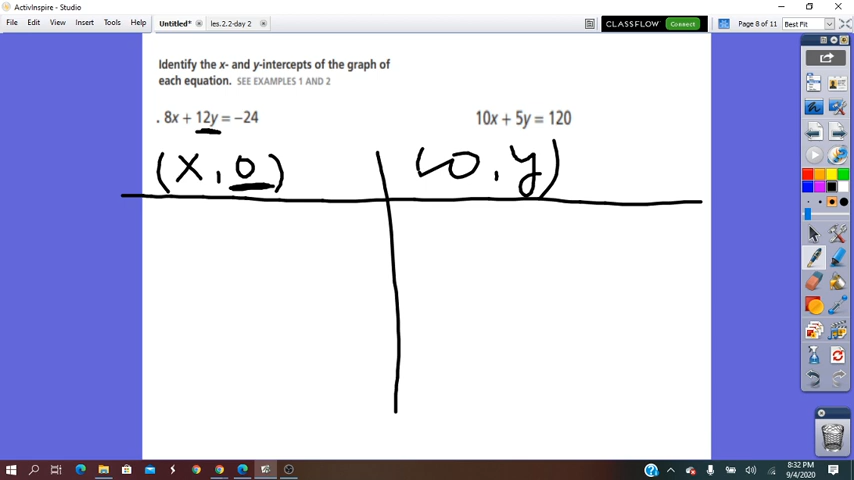 ActivInspire - Studio
File Edit View Insert Tools Help
Untitled* les.2.2-day 2
CLASSFLOW Connect
Page 8 of 11 Best Fit
Identify the x- and y-intercepts of the graph of
each equation. SEE EXAMPLES 1 AND 2
. 8x + 12y = −24
10x + 5y = 120
(x, 0)
(0, y)
8:32 PM
9/4/2020